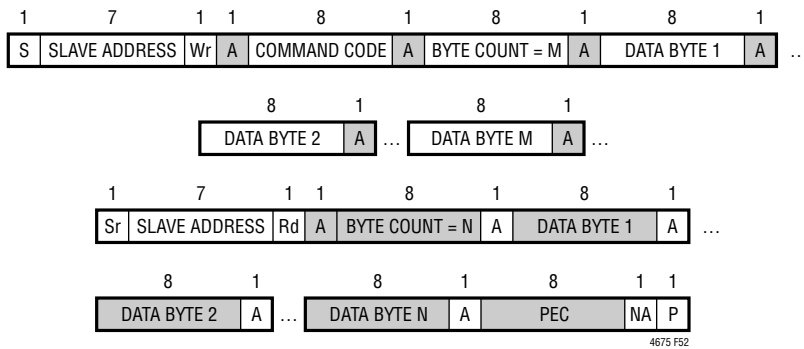 1 7 1 1 8 1 8 1 8 1
S SLAVE ADDRESS Wr A COMMAND CODE A BYTE COUNT = M A DATA BYTE 1 A …
8 1 8 1
DATA BYTE 2 A … DATA BYTE M A …
1 7 1 1 8 1 8 1
Sr SLAVE ADDRESS Rd A BYTE COUNT = N A DATA BYTE 1 A …
8 1 8 1 8 1 1
DATA BYTE 2 A … DATA BYTE N A PEC NA P
4675 F52